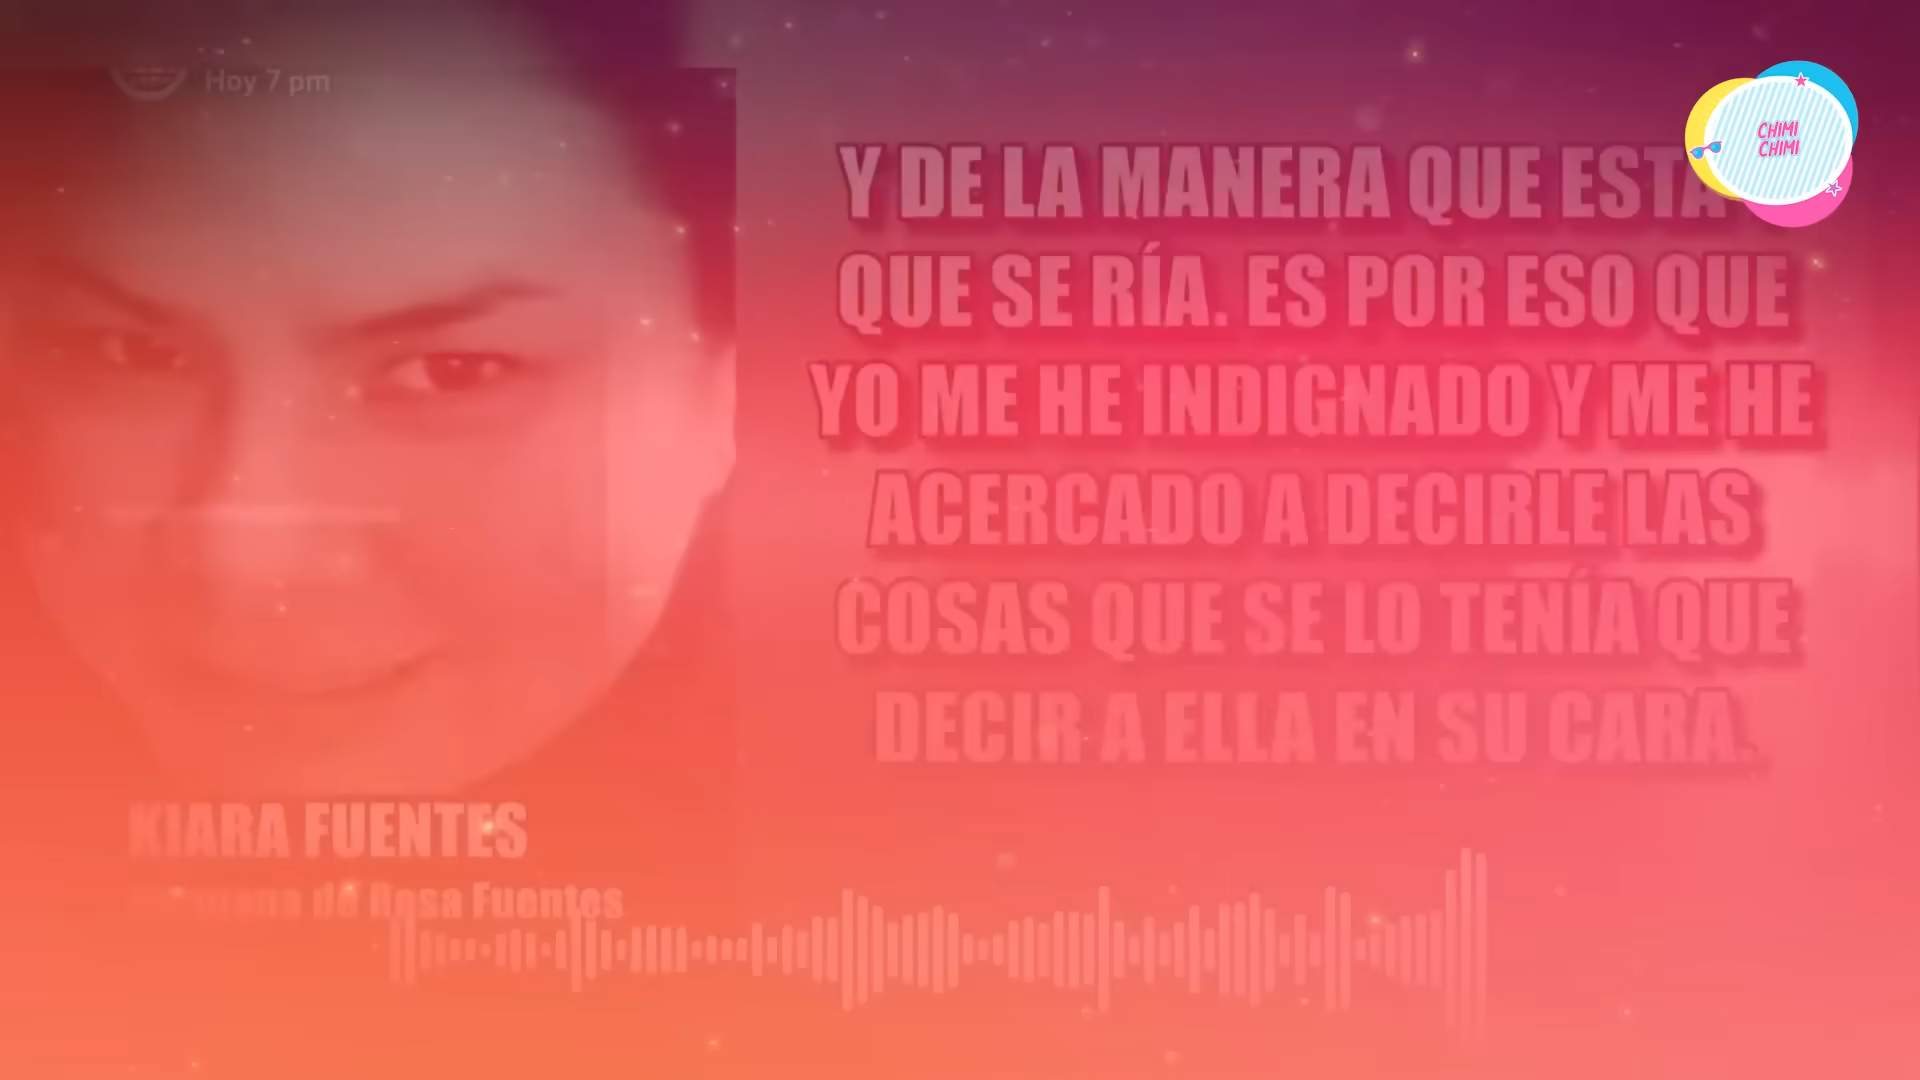 Hoy 7 pm
CHIMI
CHIMI
Y DE LA MANERA QUE ESTA
QUE SE RÍA. ES POR ESO QUE
YO ME HE INDIGNADO Y ME HE
ACERCADO A DECIRLE LAS
COSAS QUE SE LO TENÍA QUE
DECIR A ELLA EN SU CARA.
KIARA FUENTES
de Rosa Fuentes